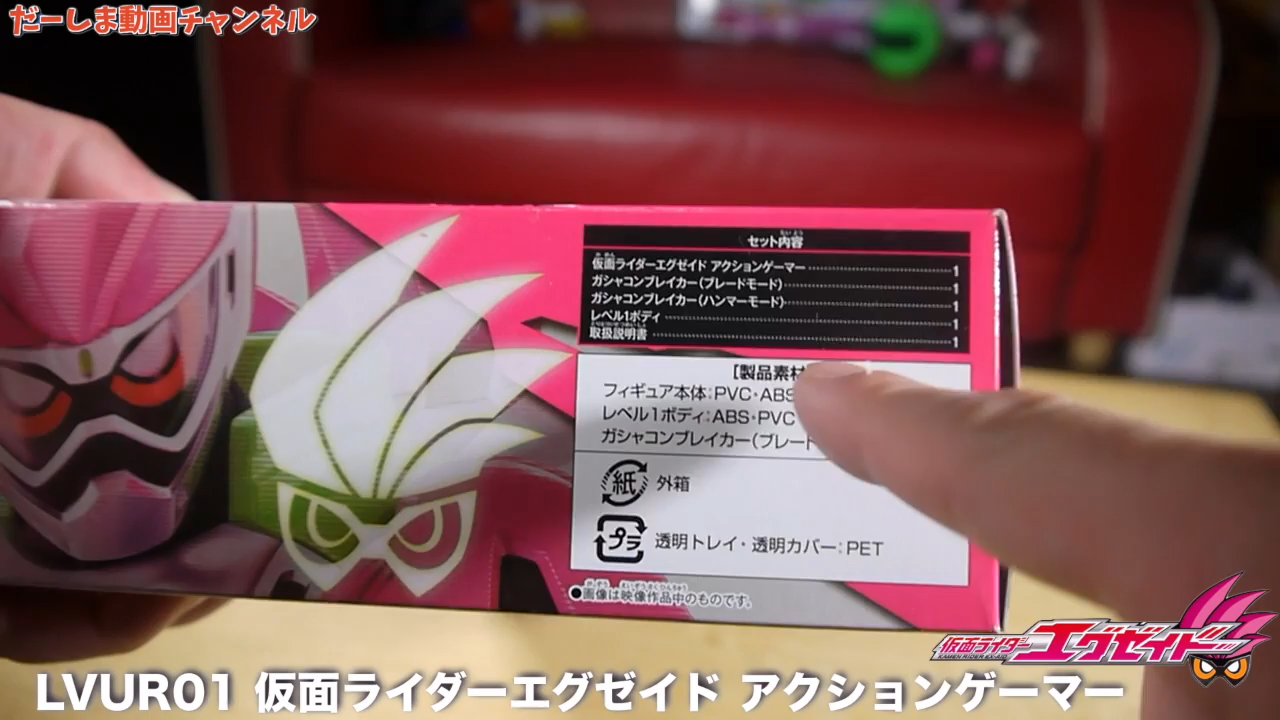 だーしま動画チャンネル
セット内容
仮面ライダーエグゼイド アクションゲーマー 1
ガシャコンブレイカー(ブレードモード) 1
ガシャコンブレイカー(ハンマーモード) 1
レベル1ボディ 1
取扱説明書 1
[製品素材
フィギュア本体:PVC・ABS
レベル1ボディ:ABS・PVC
ガシャコンブレイカー(ブレード
紙 外箱
プラ 透明トレイ・透明カバー:PET
●画像は映像作品中のものです。
仮面ライダー エグゼイド
LVUR01 仮面ライダーエグゼイド アクションゲーマー